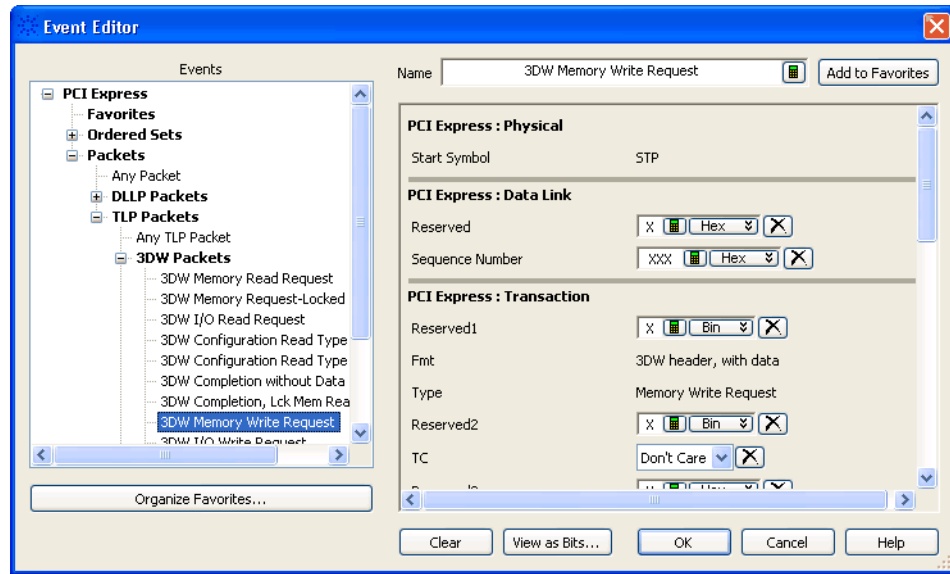 Event Editor
Events
PCI Express
Favorites
Ordered Sets
Packets
Any Packet
DLLP Packets
TLP Packets
Any TLP Packet
3DW Packets
3DW Memory Read Request
3DW Memory Request-Locked
3DW I/O Read Request
3DW Configuration Read Type
3DW Configuration Read Type
3DW Completion without Data
3DW Completion, Lck Mem Rea
3DW Memory Write Request
3DW I/O Write Request
Organize Favorites...
Name 3DW Memory Write Request Add to Favorites
PCI Express : Physical
Start Symbol STP
PCI Express : Data Link
Reserved X Hex
Sequence Number XXX Hex
PCI Express : Transaction
Reserved1 X Bin
Fmt 3DW header, with data
Type Memory Write Request
Reserved2 X Bin
TC Don't Care
Clear View as Bits... OK Cancel Help